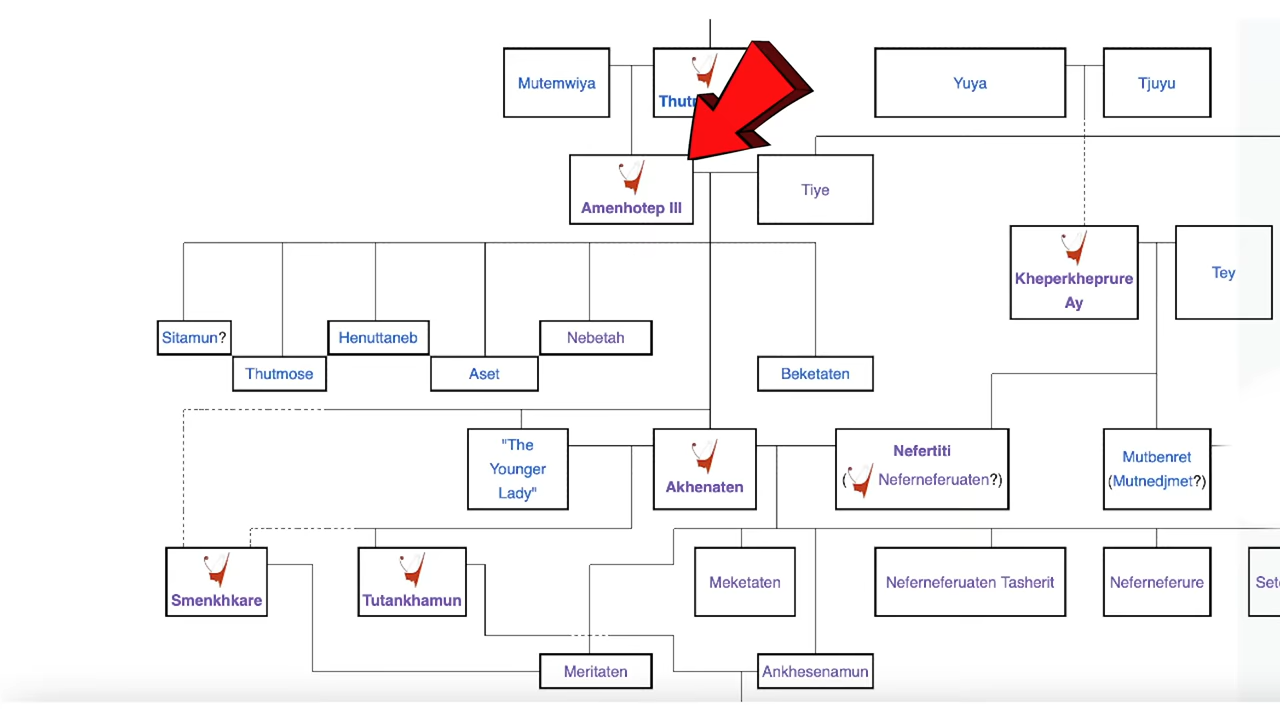 Mutemwiya
Yuya
Tjuyu
Amenhotep III
Tiye
Kheperkheprure
Ay
Tey
Sitamun?
Henuttaneb
Nebetah
Thutmose
Aset
Beketaten
"The
Younger
Lady"
Akhenaten
Nefertiti
( Neferneferuaten?)
Mutbenret
(Mutnedjmet?)
Smenkhkare
Tutankhamun
Meketaten
Neferneferuaten Tasherit
Neferneferure
Meritaten
Ankhesenamun